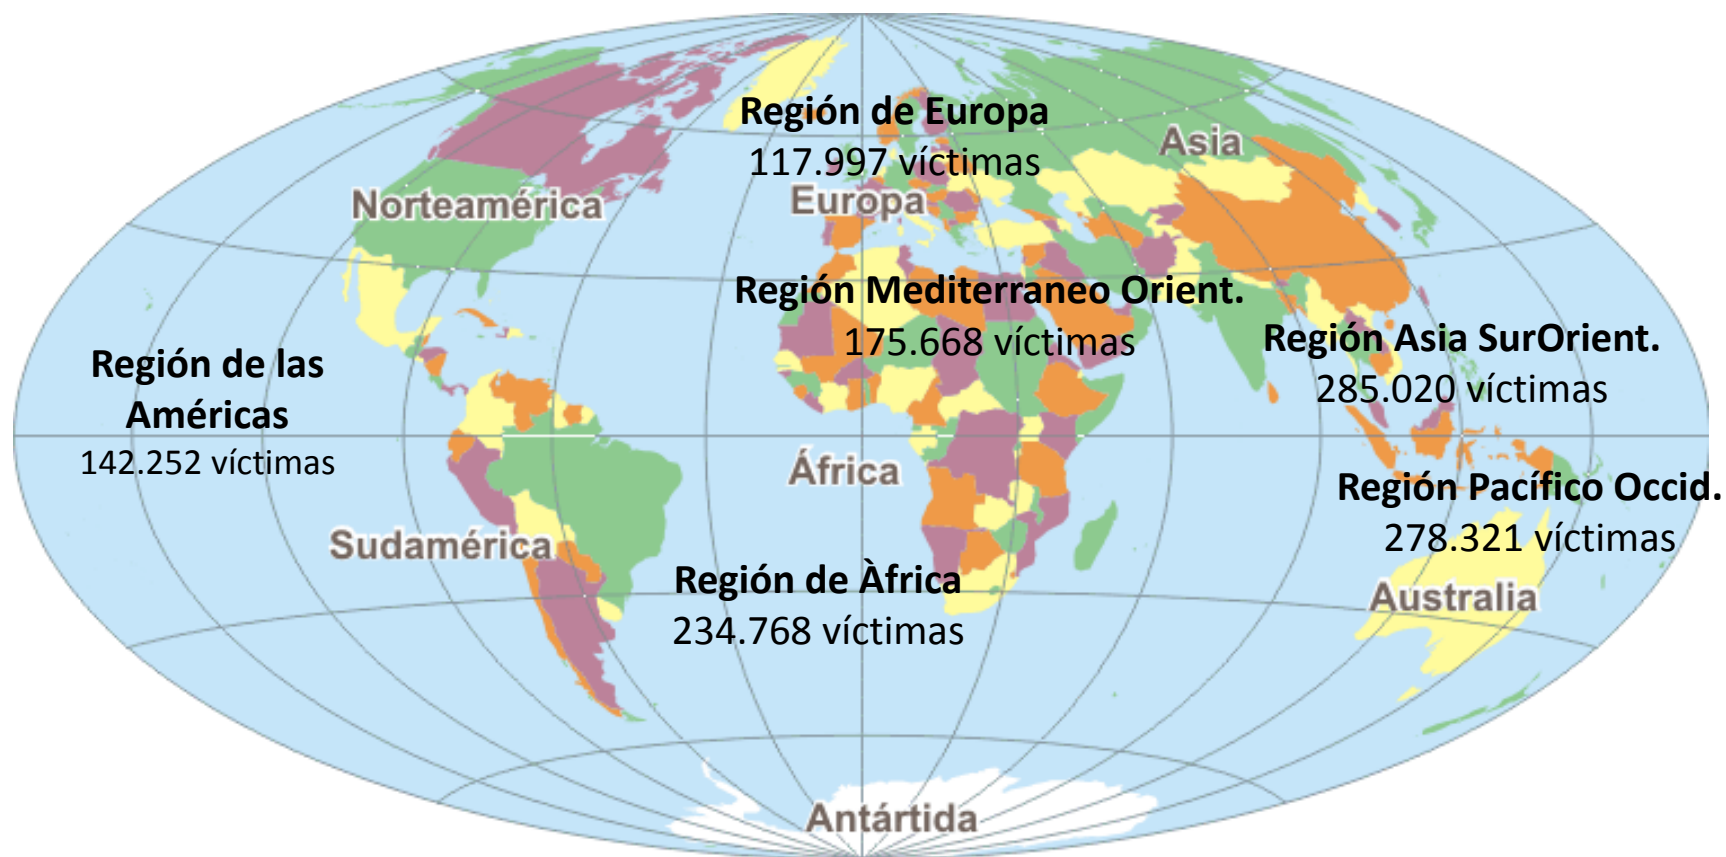 Región de Europa
117.997 víctimas
Asia
Norteamérica
Europa
Región Mediterraneo Orient.
175.668 víctimas
Región Asia SurOrient.
285.020 víctimas
Región de las
Américas
142.252 víctimas
África
Región Pacífico Occid.
278.321 víctimas
Sudamérica
Región de Àfrica
234.768 víctimas
Australia
Antártida